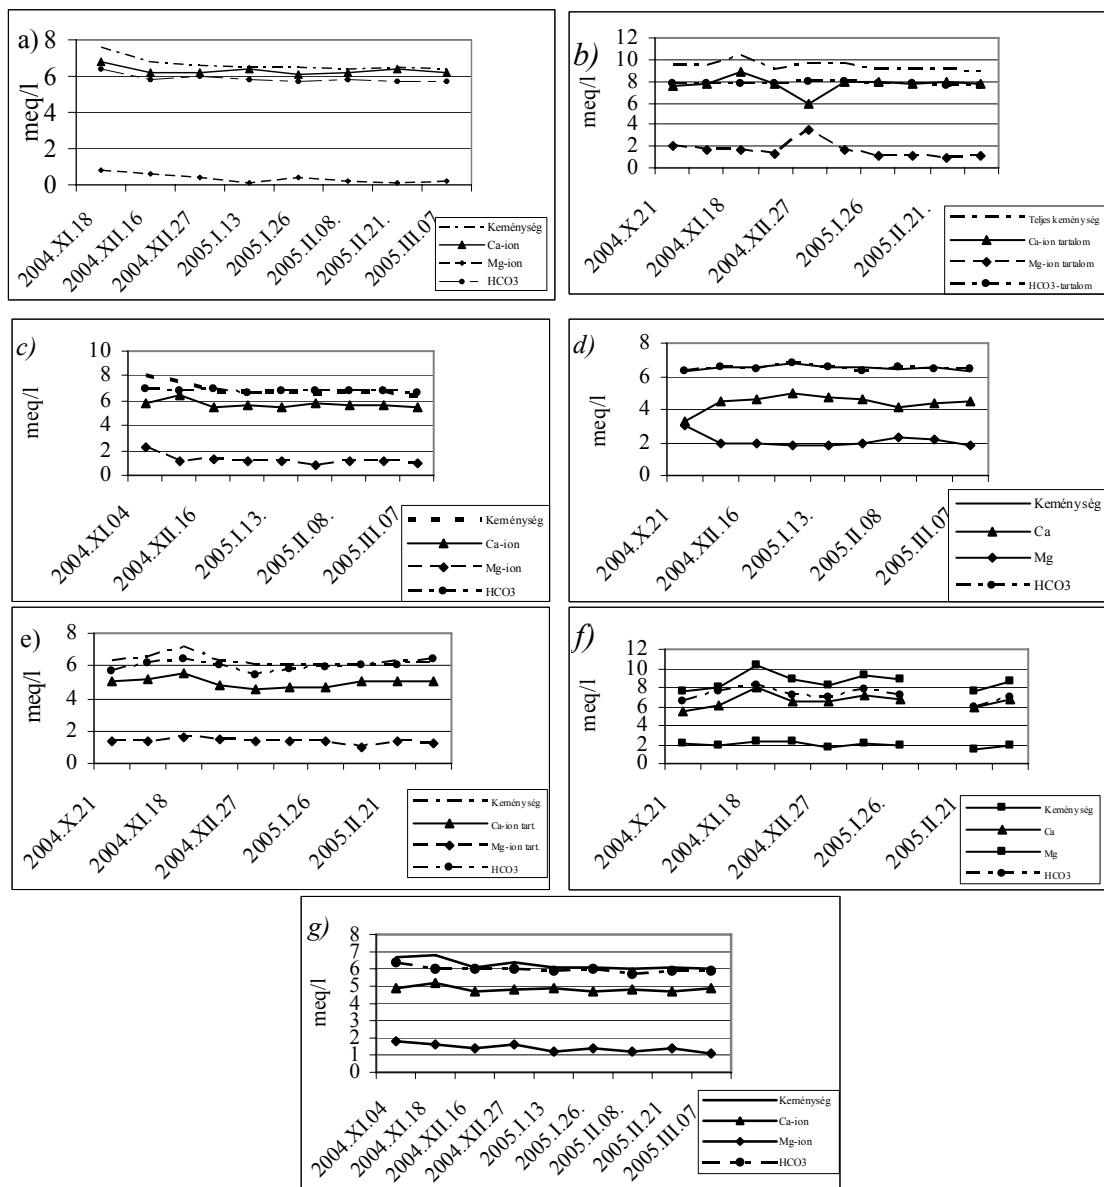 a)
meq/l
8
6
4
2
0
2004.XI.18
2004.XII.16
2004.XII.27
2005.I.13
2005.I.26
2005.II.08.
2005.II.21.
2005.III.07
Keménység
Ca-ion
Mg-ion
HCO3
b)
meq/l
12
10
8
6
4
2
0
2004.X.21
2004.XI.18
2004.XII.27
2005.I.26
2005.II.21.
Teljes keménység
Ca-ion tartalom
Mg-ion tartalom
HCO3-tartalom
c)
meq/l
10
8
6
4
2
0
2004.XI.04
2004.XII.16
2005.I.13.
2005.II.08.
2005.III.07
Keménység
Ca-ion
Mg-ion
HCO3
d)
meq/l
8
6
4
2
0
2004.X.21
2004.XII.16
2005.I.13.
2005.II.08
2005.III.07
Keménység
Ca
Mg
HCO3
e)
meq/l
8
6
4
2
0
2004.X.21
2004.XI.18
2004.XII.27
2005.I.26
2005.II.21
Keménység
Ca-ion tart.
Mg-ion tart.
HCO3
f)
meq/l
12
10
8
6
4
2
0
2004.X.21
2004.XI.18
2004.XII.27
2005.I.26.
2005.II.21
Keménység
Ca
Mg
HCO3
g)
meq/l
8
7
6
5
4
3
2
1
0
2004.XI.04
2004.XI.18
2004.XII.16
2004.XII.27
2005.I.13
2005.I.26.
2005.II.08.
2005.II.21
2005.III.07
Keménység
Ca-ion
Mg-ion
HCO3